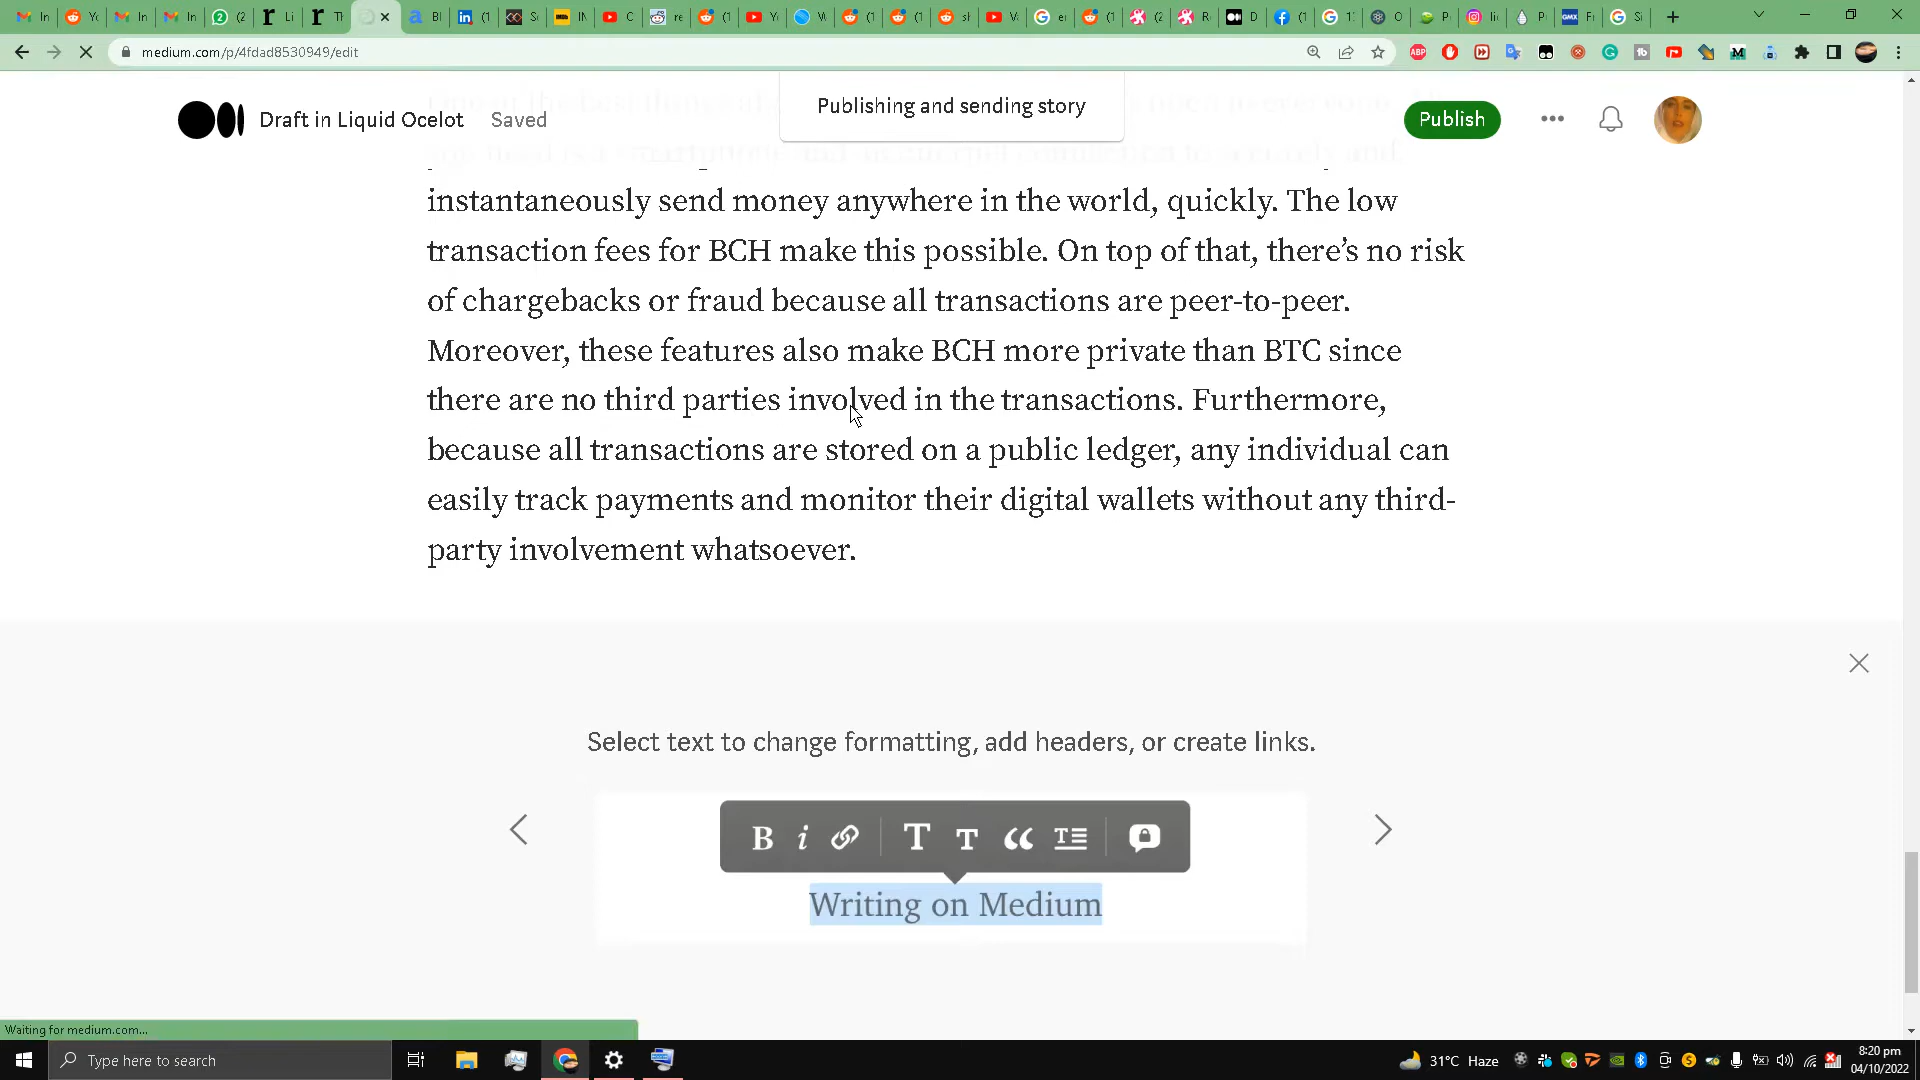 medium.com/p/4fdad8530949/edit
Publishing and sending story
Draft in Liquid Ocelot Saved
Publish
instantaneously send money anywhere in the world, quickly. The low
transaction fees for BCH make this possible. On top of that, there's no risk
of chargebacks or fraud because all transactions are peer-to-peer.
Moreover, these features also make BCH more private than BTC since
there are no third parties involved in the transactions. Furthermore,
because all transactions are stored on a public ledger, any individual can
easily track payments and monitor their digital wallets without any third-
party involvement whatsoever.
Select text to change formatting, add headers, or create links.
B i T T
Writing on Medium
Waiting for medium.com...
Type here to search
31°C Haze
8:20 pm
04/10/2022